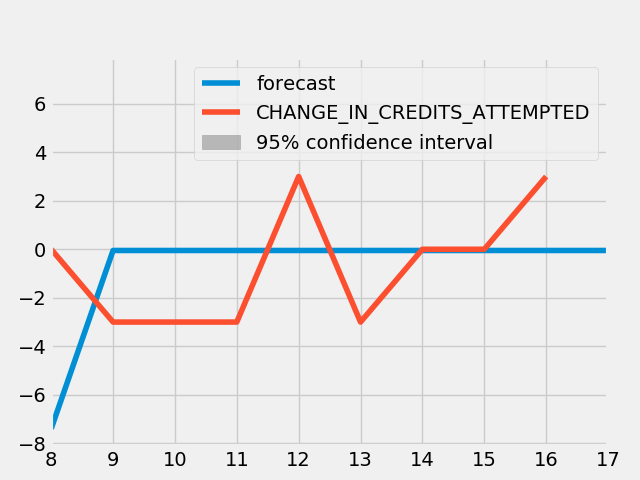 forecast
CHANGE_IN_CREDITS_ATTEMPTED
95% confidence interval
6
4
2
0
−2
−4
−6
−8
8 9 10 11 12 13 14 15 16 17